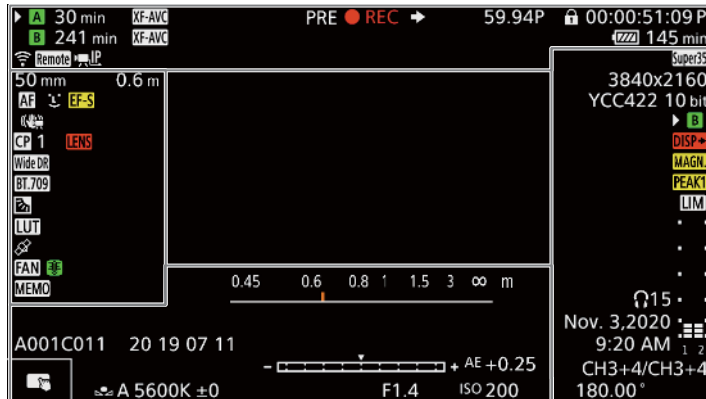 A 30 min XF-AVC PRE REC 59.94P 00:00:51:09 P
B 241 min XF-AVC 145 min
Remote IP Super35
50 mm 0.6 m 3840x2160
AF EF-S YCC422 10 bit
B
CP 1 LENS DISP
Wide DR MAGN.
BT.709 PEAK1
LIM
LUT
FAN
MEMO 0.45 0.6 0.8 1 1.5 3 ∞ m
15
Nov. 3,2020
A001C011 20 19 07 11 9:20 AM 1 2
- + AE +0.25 CH3+4/CH3+4
A 5600K ±0 F1.4 ISO 200 180.00°